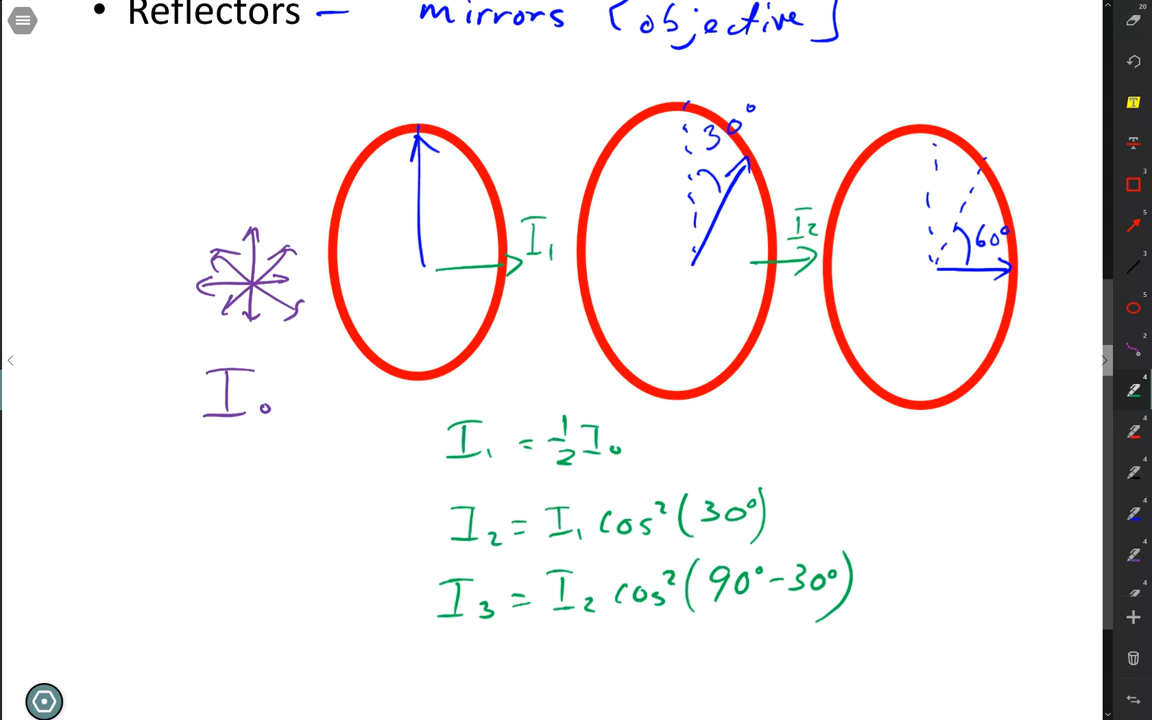 • Reflectors — mirrors [objective]
30°
I₁
I₂
60°
I₀
I₁ = ½ I₀
I₂ = I₁ cos²(30°)
I₃ = I₂ cos²(90° - 30°)